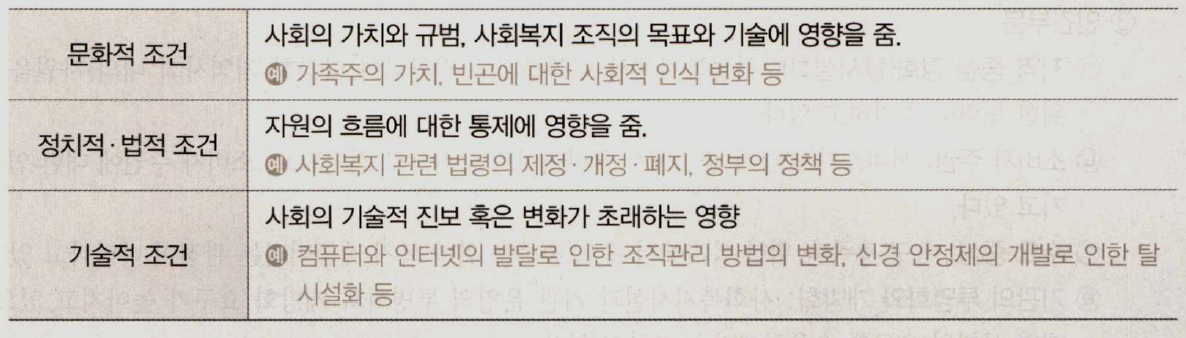 문화적 조건
사회의 가치와 규범, 사회복지 조직의 목표와 기술에 영향을 줌.
예 가족주의 가치, 빈곤에 대한 사회적 인식 변화 등
정치적·법적 조건
자원의 흐름에 대한 통제에 영향을 줌.
예 사회복지 관련 법령의 제정·개정·폐지, 정부의 정책 등
기술적 조건
사회의 기술적 진보 혹은 변화가 초래하는 영향
예 컴퓨터와 인터넷의 발달로 인한 조직관리 방법의 변화, 신경 안정제의 개발로 인한 탈
시설화 등